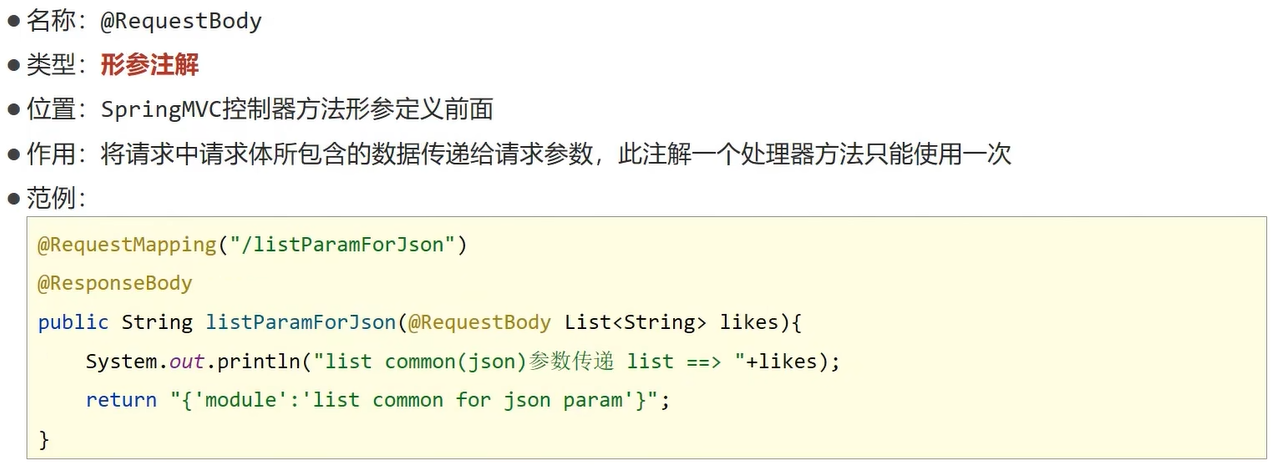 ● 名称：@RequestBody
● 类型：形参注解
● 位置：SpringMVC控制器方法形参定义前面
● 作用：将请求中请求体所包含的数据传递给请求参数，此注解一个处理器方法只能使用一次
● 范例：
@RequestMapping("/listParamForJson")
@ResponseBody
public String listParamForJson(@RequestBody List<String> likes){
    System.out.println("list common(json)参数传递 list ==> "+likes);
    return "{'module':'list common for json param'}";
}